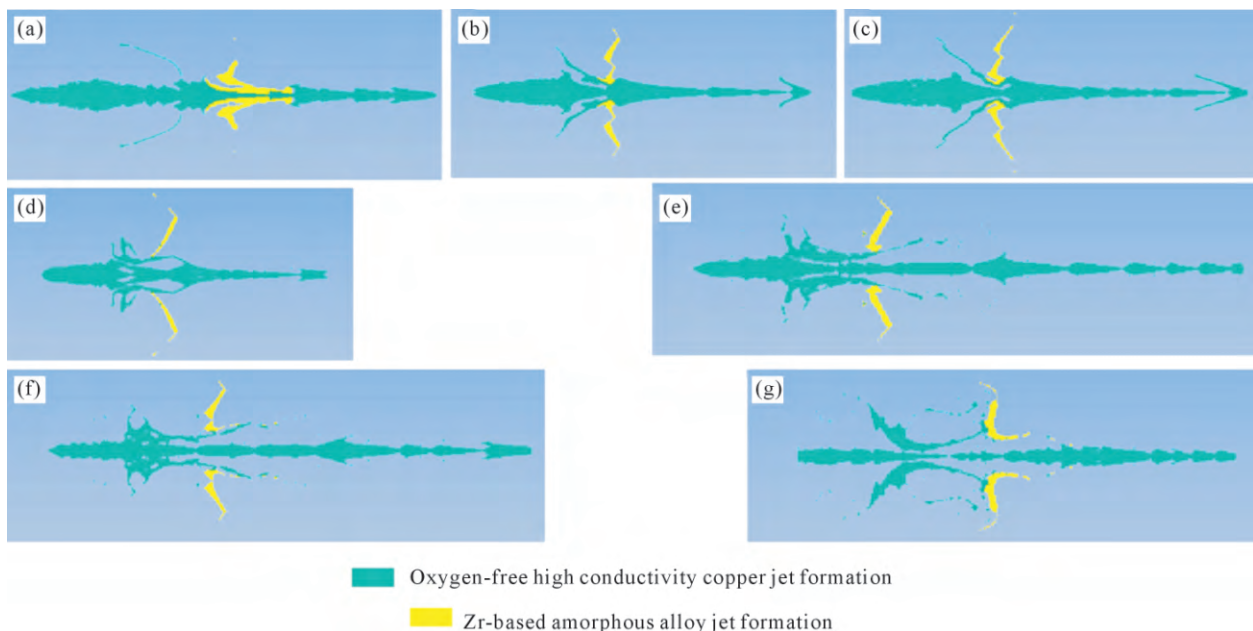 (a)
(b)
(c)
(d)
(e)
(f)
(g)
Oxygen-free high conductivity copper jet formation
Zr-based amorphous alloy jet formation